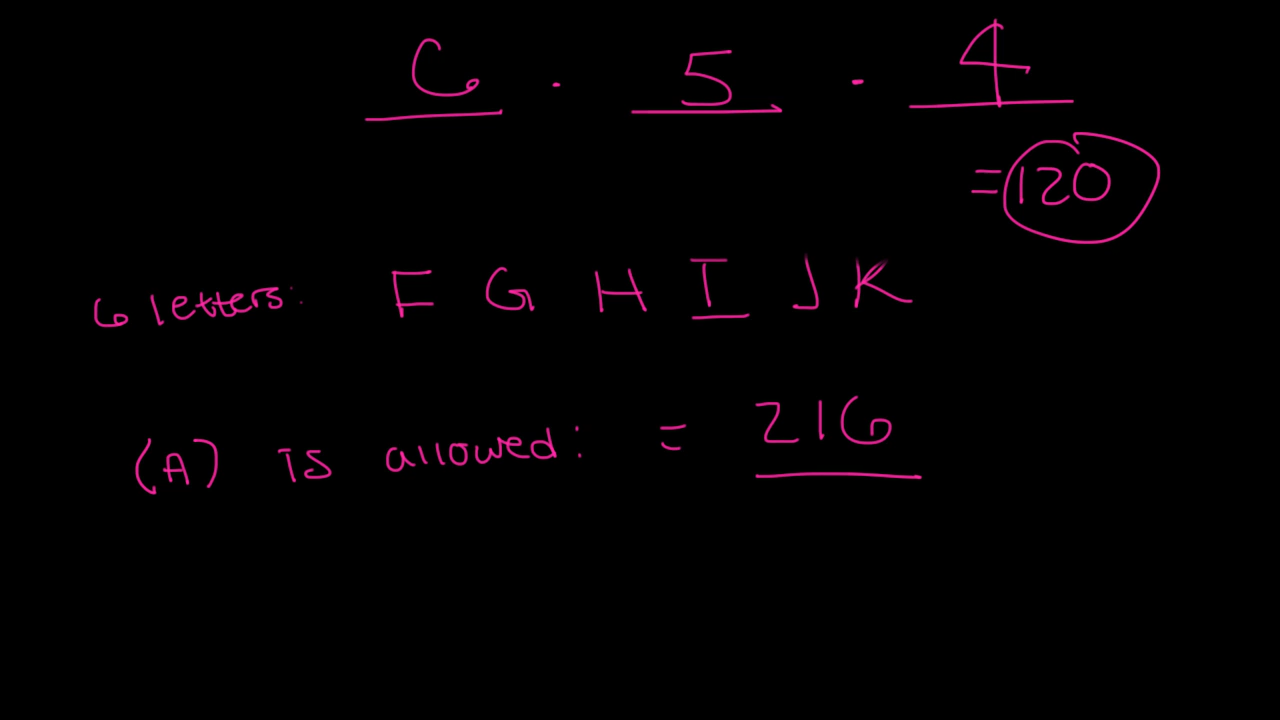 6 · 5 · 4
= 120
6 letters: F G H I J K
(A) is allowed: = 216